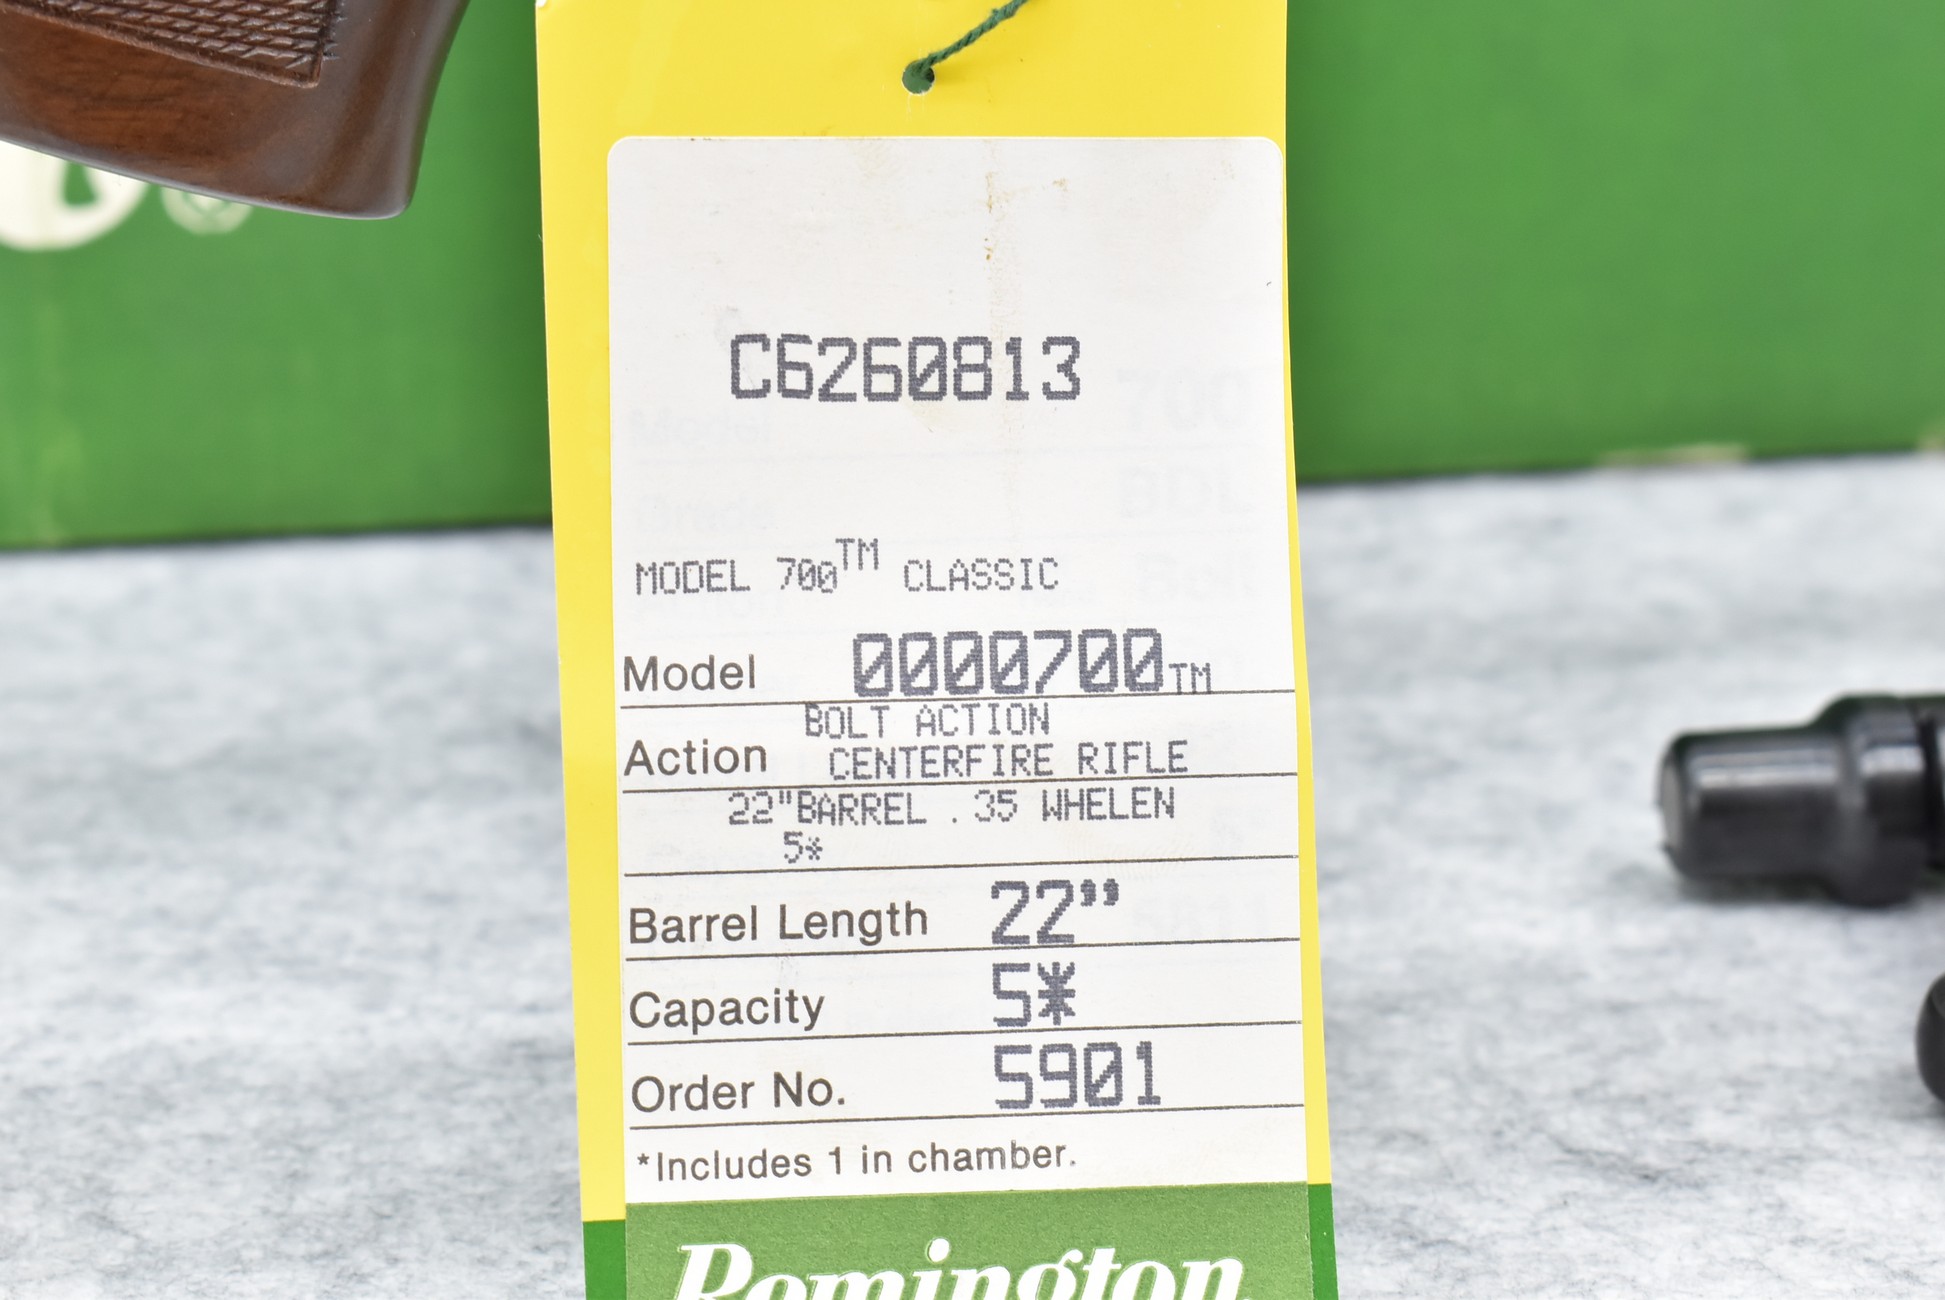 C6260813
MODEL 700™ CLASSIC
Model 0000700™
BOLT ACTION
Action CENTERFIRE RIFLE
22"BARREL .35 WHELEN
5*
Barrel Length 22”
Capacity 5*
Order No. 5901
*Includes 1 in chamber.
Remington